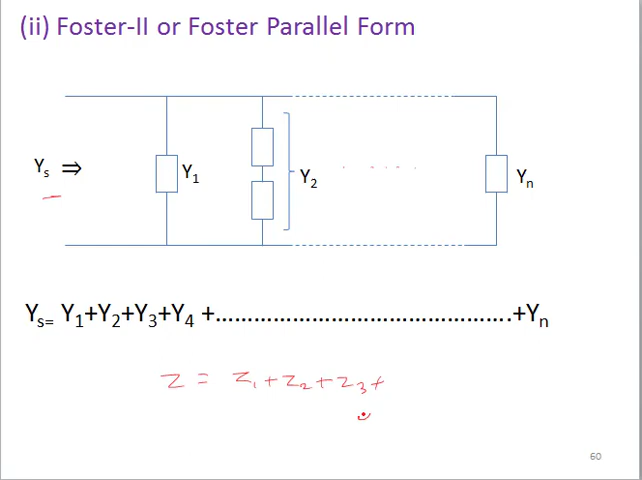 (ii) Foster-II or Foster Parallel Form
Ys ⇒ Y1 Y2 Yn
Ys= Y1+Y2+Y3+Y4 +..............................................+Yn
Z = Z1+Z2+Z3+
60